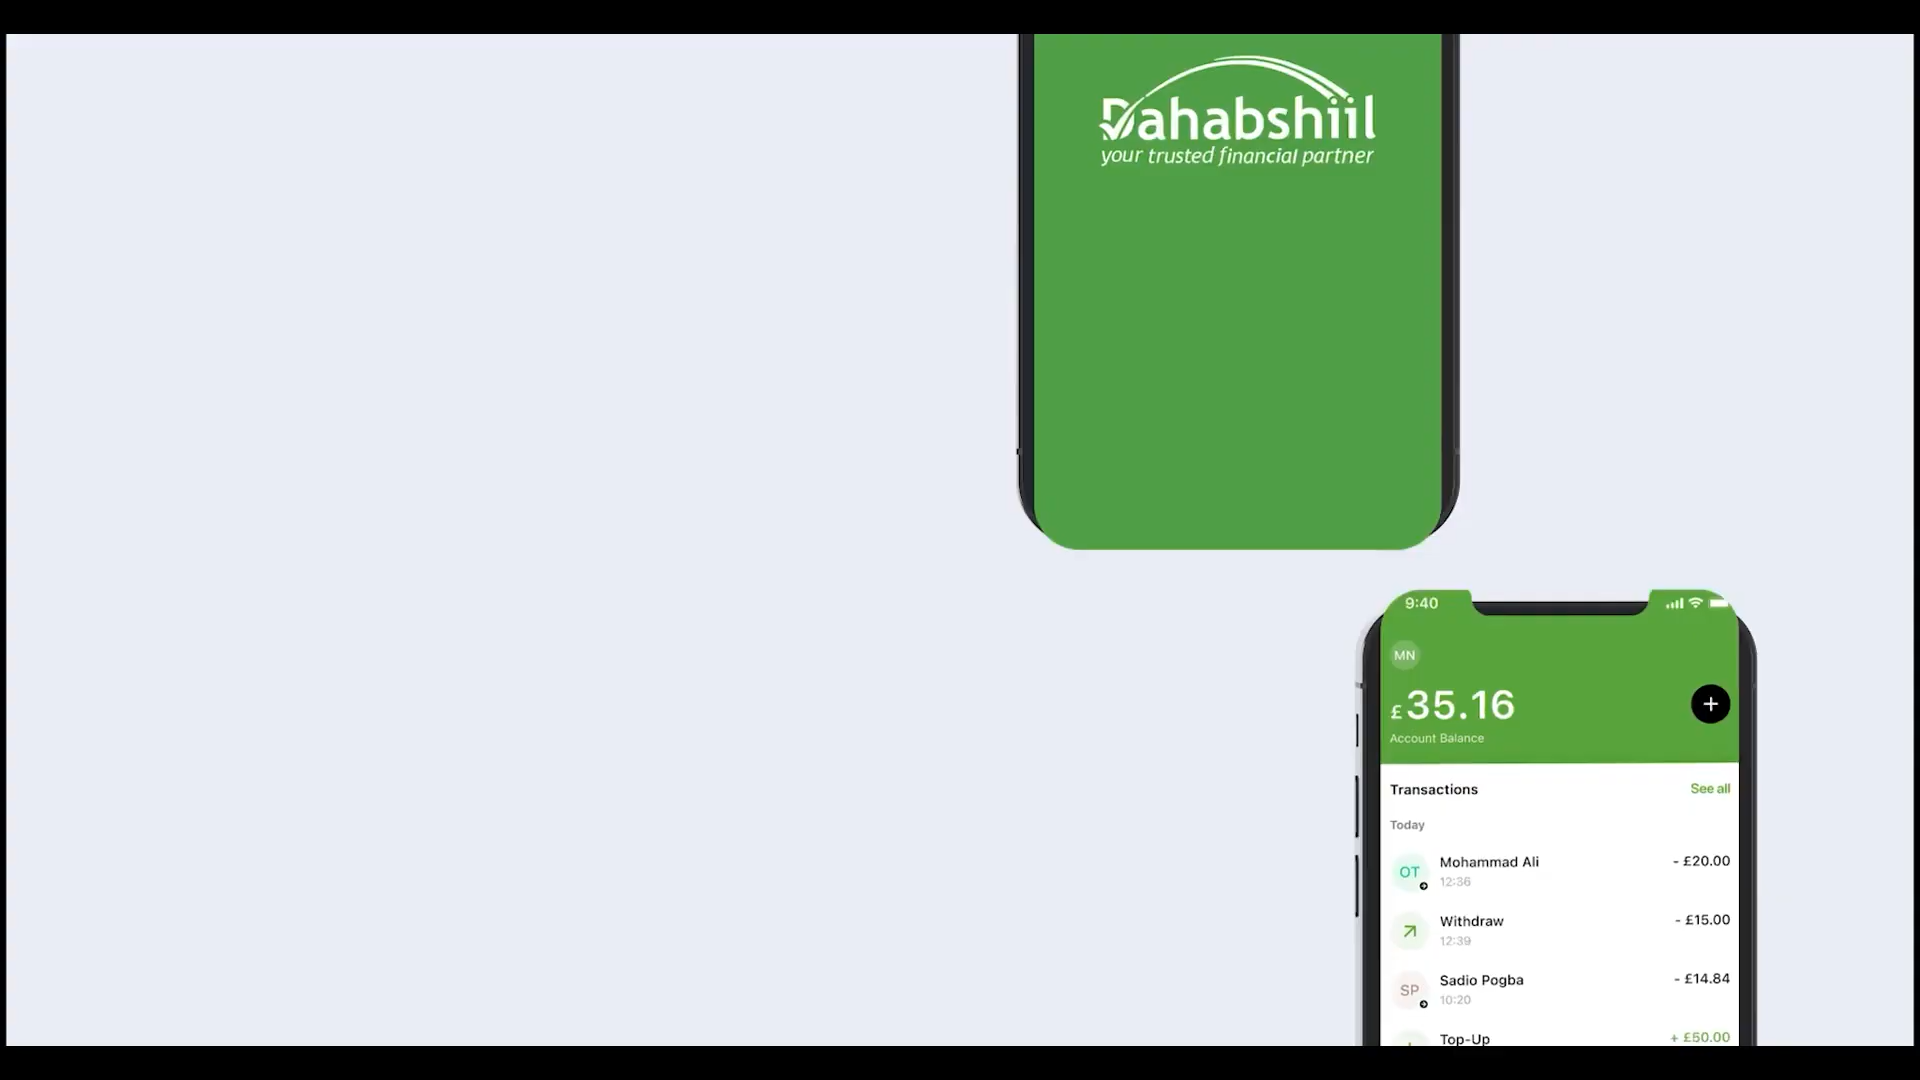 Dahabshiil
your trusted financial partner
9:40
MN
£35.16
Account Balance
Transactions See all
Today
OT Mohammad Ali - £20.00
12:36
Withdraw - £15.00
12:39
SP Sadio Pogba - £14.84
10:20
Top-Up + £50.00